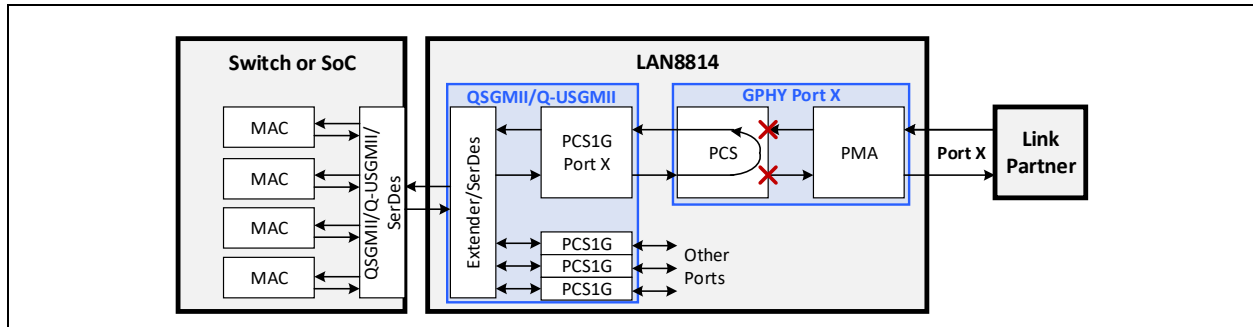 Switch or SoC
MAC
MAC
MAC
MAC
QSGMII/Q-USGMII/
SerDes
LAN8814
QSGMII/Q-USGMII
Extender/SerDes
PCS1G
Port X
PCS1G
PCS1G
PCS1G
Other
Ports
GPHY Port X
PCS
PMA
Port X
Link
Partner